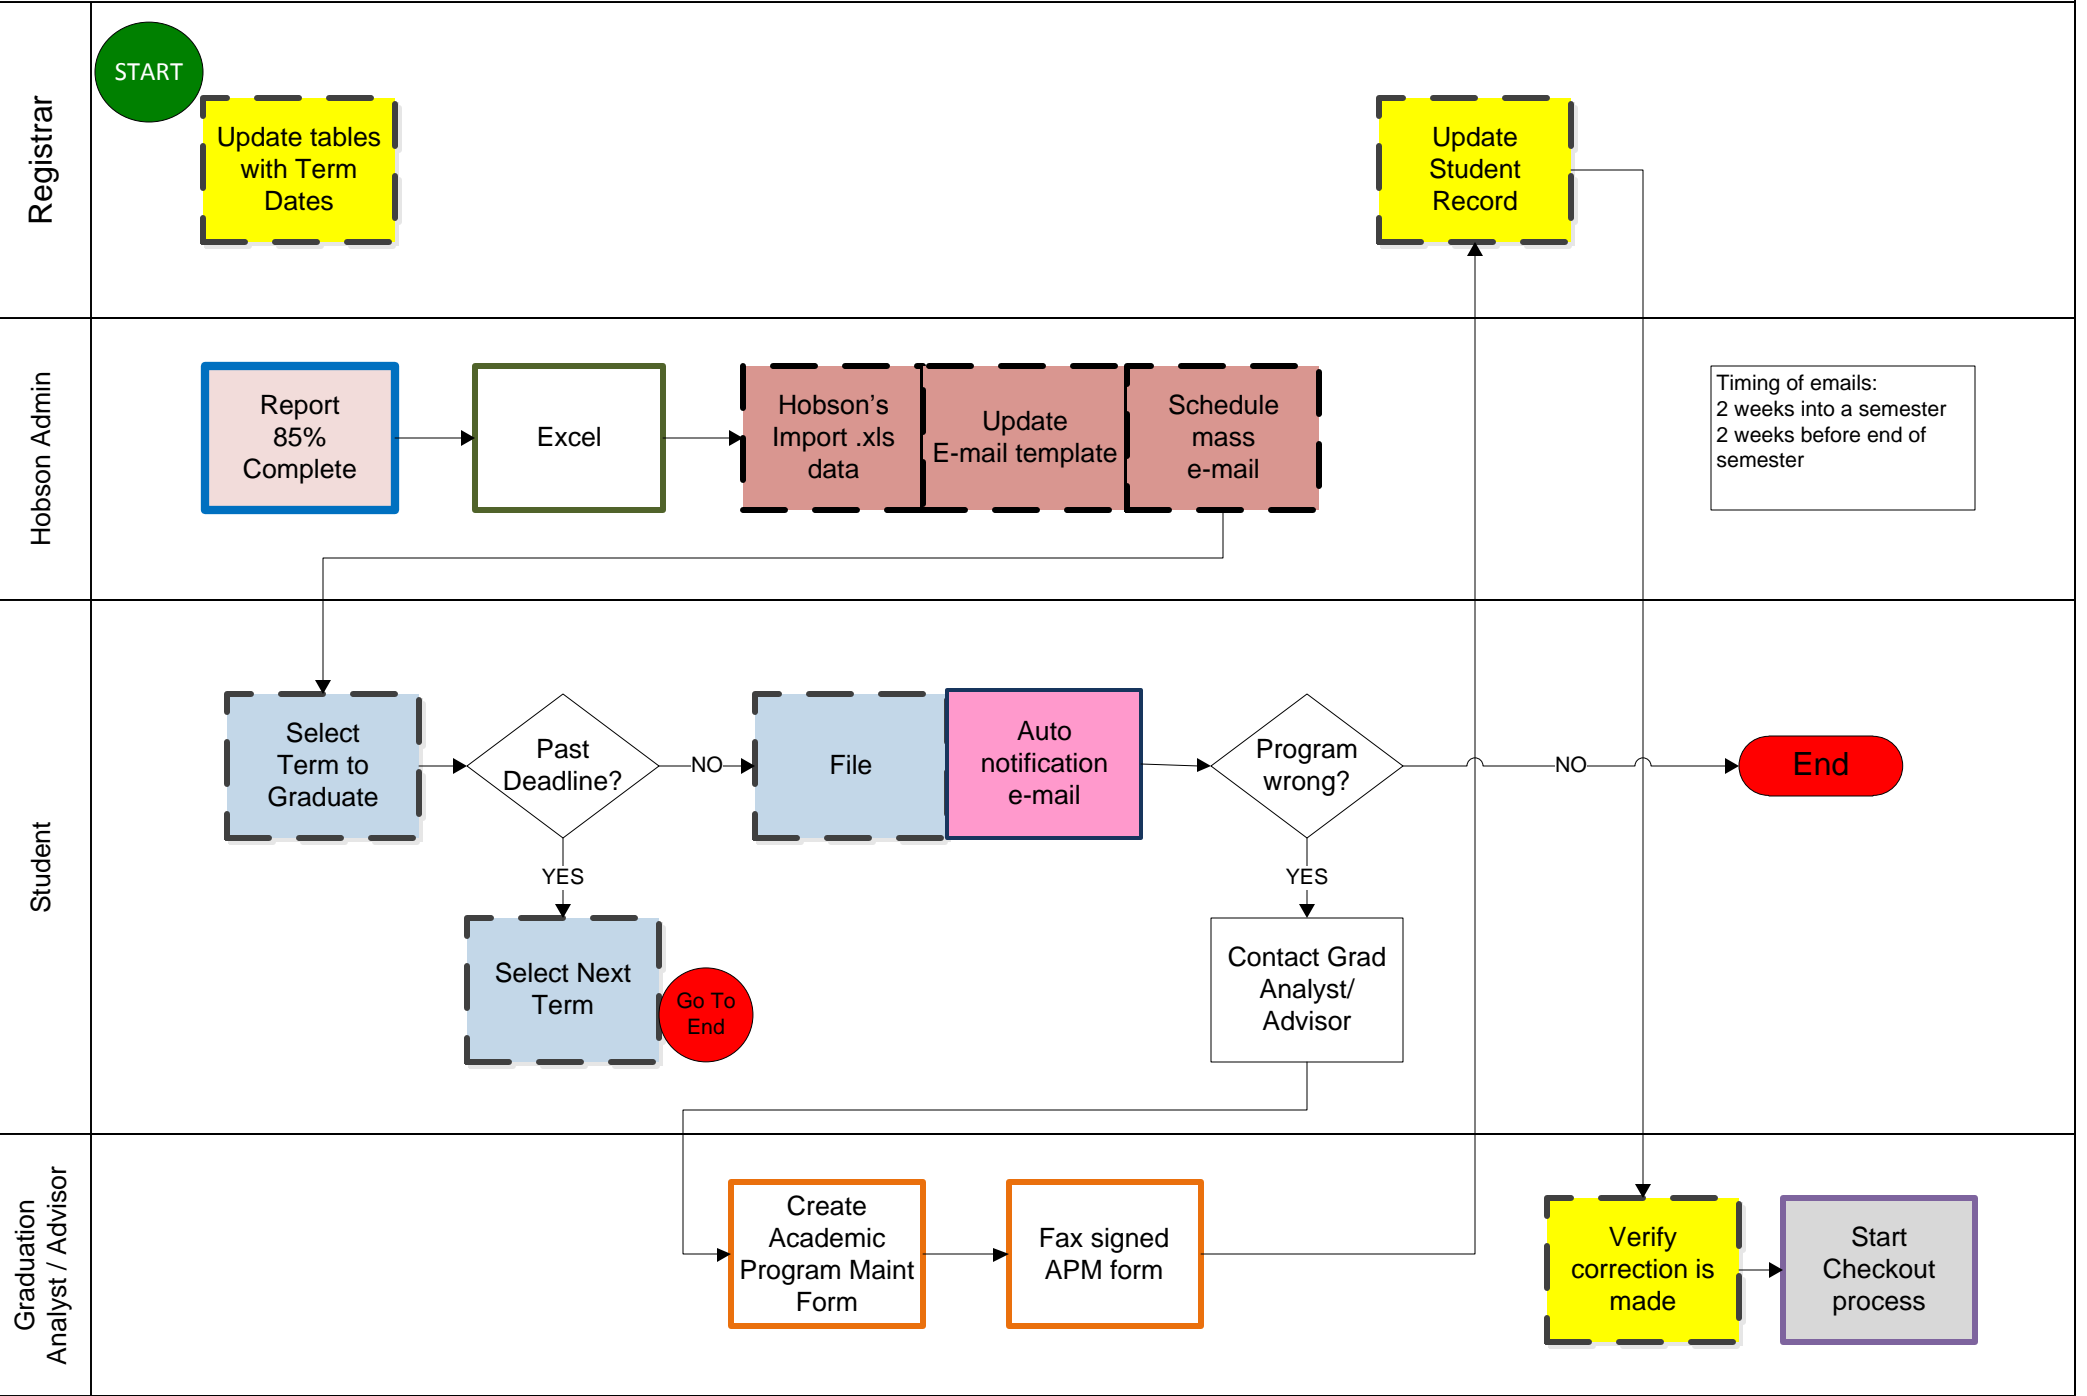 Registrar
START
Update tables
with Term
Dates
Update
Student
Record
Hobson Admin
Report
85%
Complete
Excel
Hobson’s
Import .xls
data
Update
E-mail template
Schedule
mass
e-mail
Timing of emails:
2 weeks into a semester
2 weeks before end of
semester
Student
Select
Term to
Graduate
Past
Deadline?
NO
File
Auto
notification
e-mail
Program
wrong?
NO
End
YES
YES
Select Next
Term
Go To
End
Contact Grad
Analyst/
Advisor
Graduation
Analyst / Advisor
Create
Academic
Program Maint
Form
Fax signed
APM form
Verify
correction is
made
Start
Checkout
process